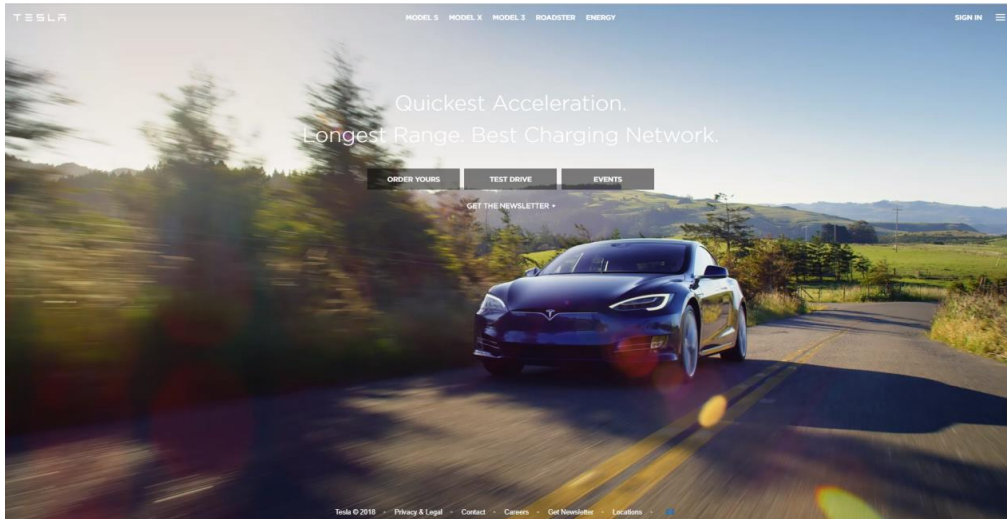 TESLA
MODEL S MODEL X MODEL 3 ROADSTER ENERGY
SIGN IN
Quickest Acceleration.
Longest Range. Best Charging Network.
ORDER YOURS
TEST DRIVE
EVENTS
GET THE NEWSLETTER
Tesla © 2018 · Privacy & Legal · Contact · Careers · Get Newsletter · Locations